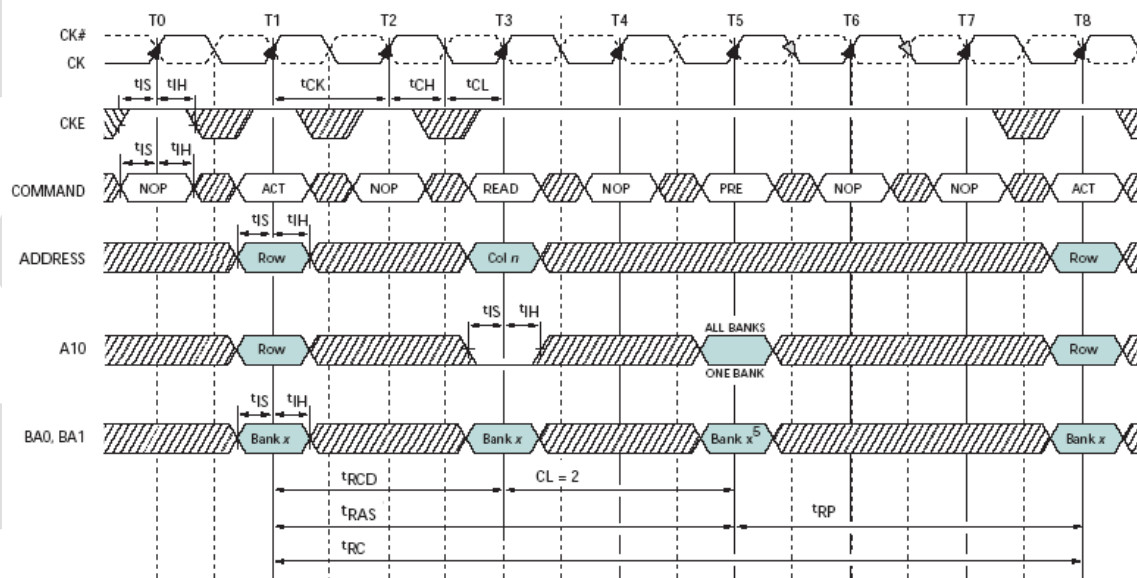 T0 T1 T2 T3 T4 T5 T6 T7 T8
CK#
CK
tIS tIH tCK tCH tCL
CKE
tIS tIH
COMMAND NOP ACT NOP READ NOP PRE NOP NOP ACT
tIS tIH
ADDRESS Row Col n Row
tIS tIH ALL BANKS
A10 Row Row
ONE BANK
tIS tIH
BA0, BA1 Bank x Bank x Bank x5 Bank x
tRCD CL = 2
tRAS tRP
tRC